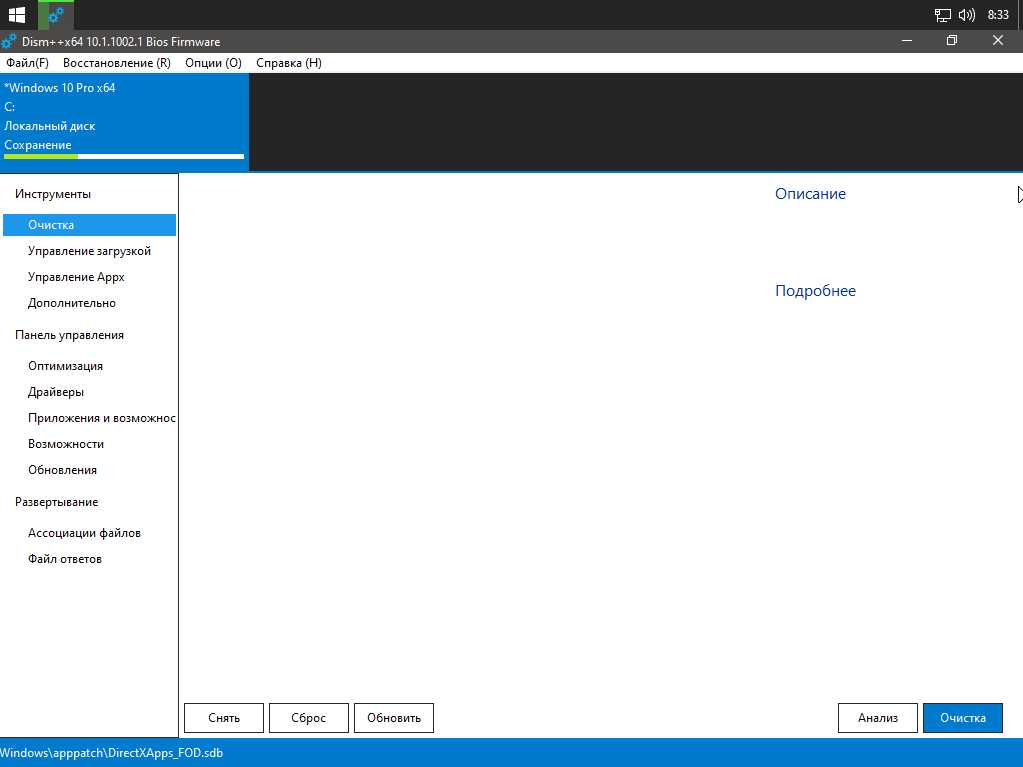 8:33
Dism++x64 10.1.1002.1 Bios Firmware
Файл(F) Восстановление (R) Опции (O) Справка (H)
*Windows 10 Pro x64
C:
Локальный диск
Сохранение
Инструменты
Очистка
Управление загрузкой
Управление Appx
Дополнительно
Панель управления
Оптимизация
Драйверы
Приложения и возможнос
Возможности
Обновления
Развертывание
Ассоциации файлов
Файл ответов
Описание
Подробнее
Снять Сброс Обновить Анализ Очистка
Windows\apppatch\DirectXApps_FOD.sdb